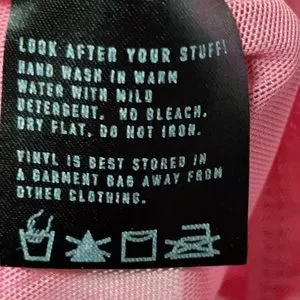 LOOK AFTER YOUR STUFF!
HAND WASH IN WARM
WATER WITH MILD
DETERGENT. NO BLEACH.
DRY FLAT. DO NOT IRON.
VINYL IS BEST STORED IN
A GARMENT BAG AWAY FROM
OTHER CLOTHING.